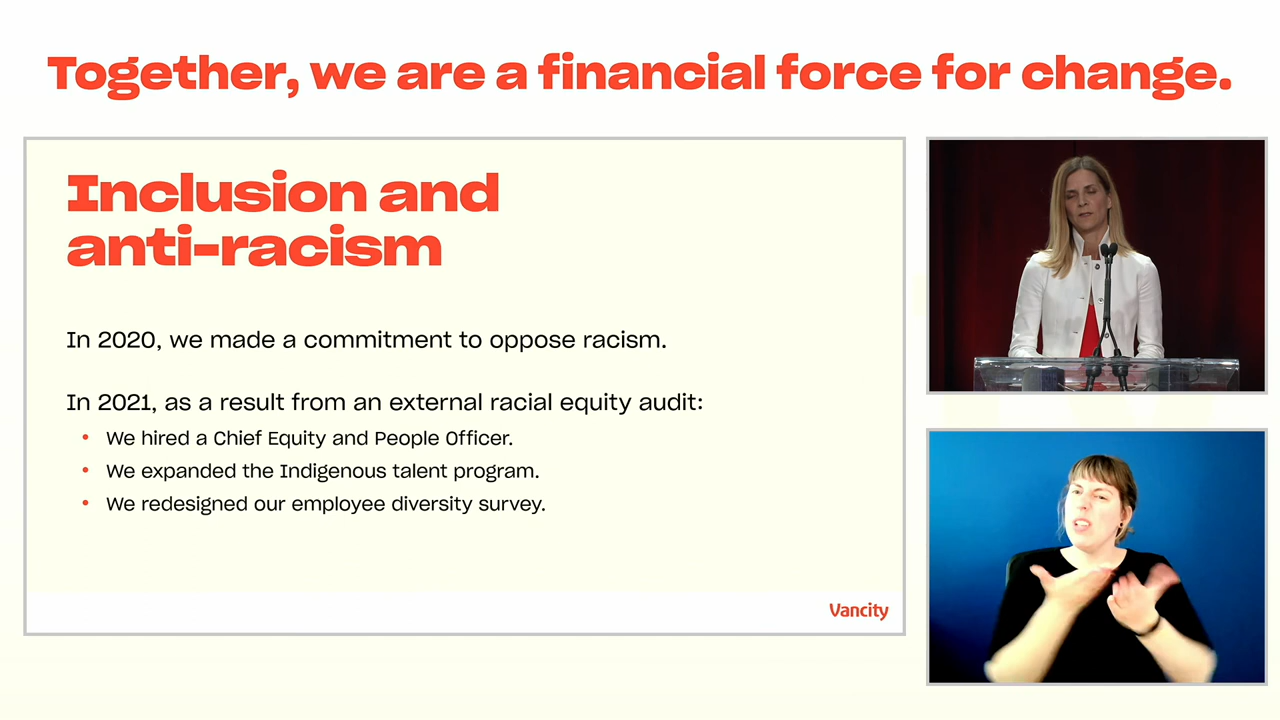 Together, we are a financial force for change.
Inclusion and
anti-racism
In 2020, we made a commitment to oppose racism.
In 2021, as a result from an external racial equity audit:
• We hired a Chief Equity and People Officer.
• We expanded the Indigenous talent program.
• We redesigned our employee diversity survey.
Vancity